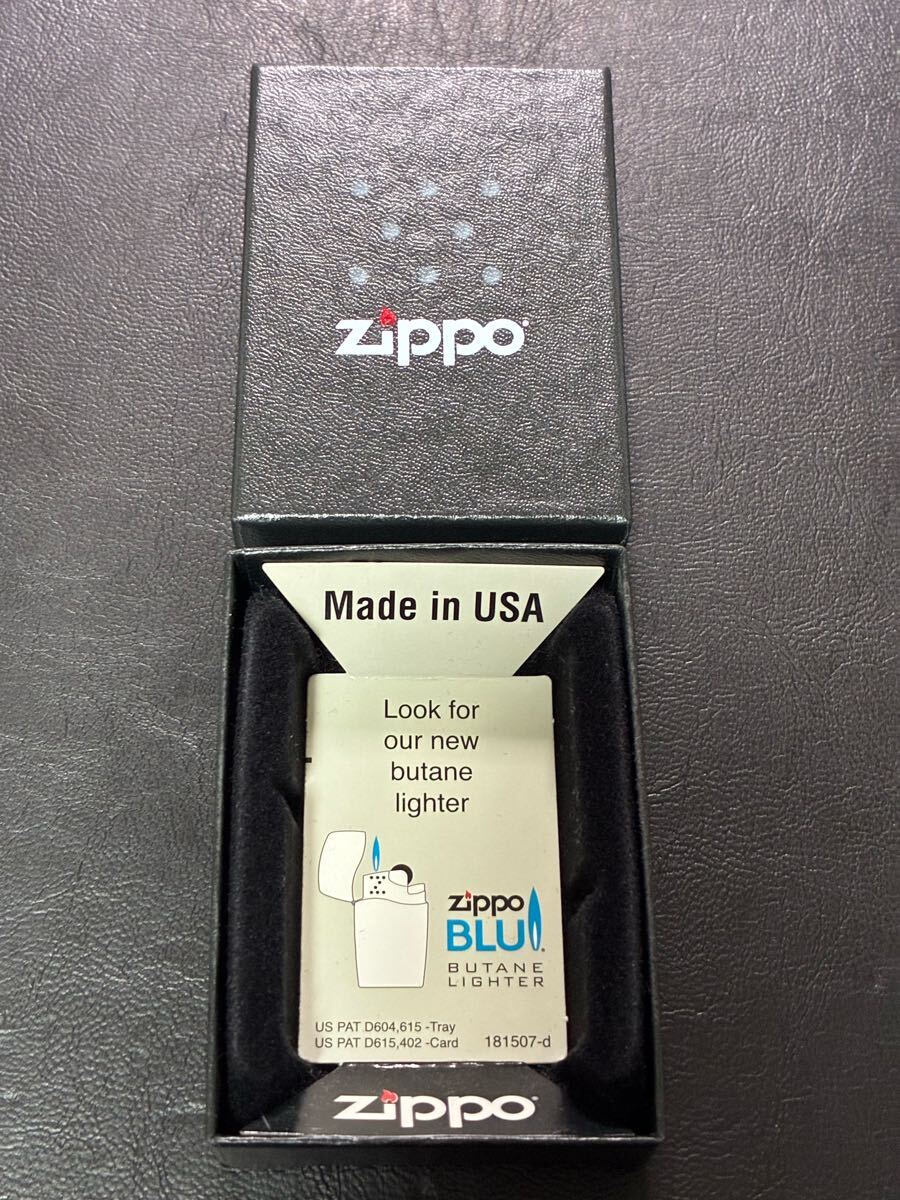 zippo
Made in USA
Look for
our new
butane
lighter
zippo
BLU
BUTANE
LIGHTER
US PAT D604,615 -Tray
US PAT D615,402 -Card 181507-d
zippo